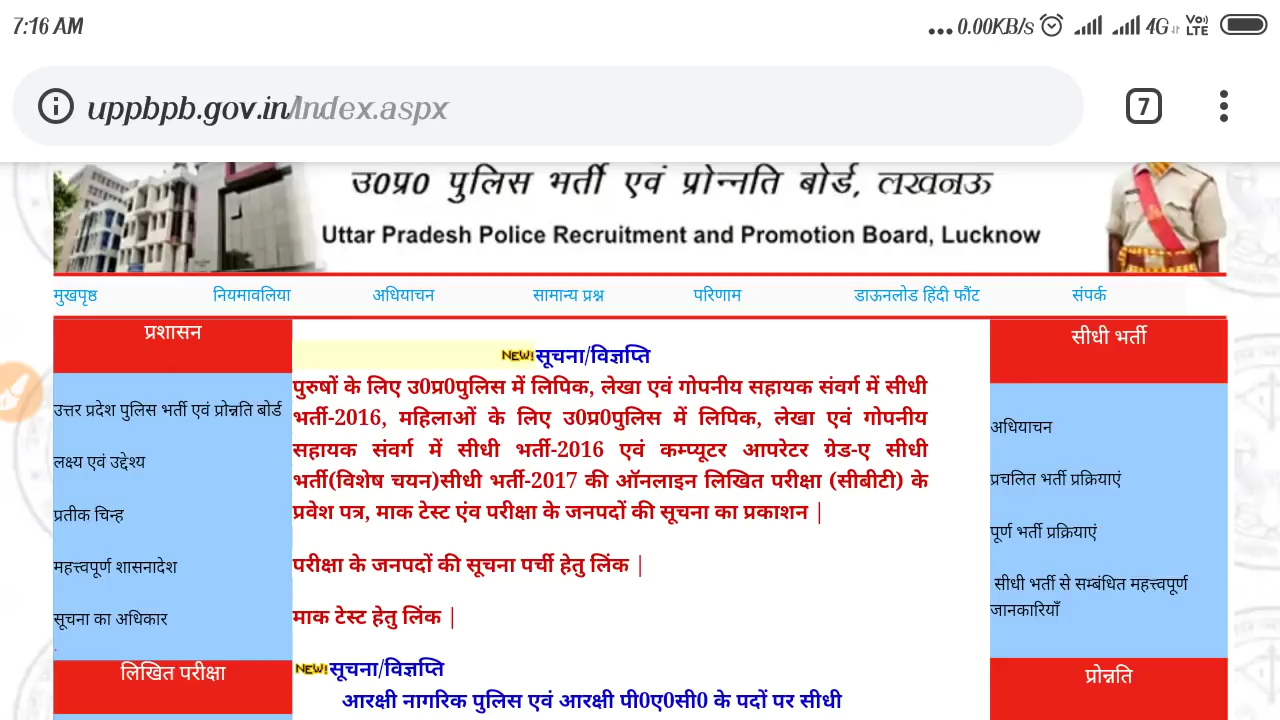 7:16 AM
... 0.00KB/s 4G Vo)) LTE
uppbpb.gov.in/Index.aspx
7
उ0प्र0 पुलिस भर्ती एवं प्रोन्नति बोर्ड, लखनऊ
Uttar Pradesh Police Recruitment and Promotion Board, Lucknow
मुखपृष्ठ नियमावलिया अधियाचन सामान्य प्रश्न परिणाम डाऊनलोड हिंदी फौंट संपर्क
प्रशासन
उत्तर प्रदेश पुलिस भर्ती एवं प्रोन्नति बोर्ड
लक्ष्य एवं उद्देश्य
प्रतीक चिन्ह
महत्त्वपूर्ण शासनादेश
सूचना का अधिकार
लिखित परीक्षा
NEW! सूचना/विज्ञप्ति
पुरुषों के लिए उ0प्र0पुलिस में लिपिक, लेखा एवं गोपनीय सहायक संवर्ग में सीधी
भर्ती-2016, महिलाओं के लिए उ0प्र0पुलिस में लिपिक, लेखा एवं गोपनीय
सहायक संवर्ग में सीधी भर्ती-2016 एवं कम्प्यूटर आपरेटर ग्रेड-ए सीधी
भर्ती(विशेष चयन)सीधी भर्ती-2017 की ऑनलाइन लिखित परीक्षा (सीबीटी) के
प्रवेश पत्र, माक टेस्ट एंव परीक्षा के जनपदों की सूचना का प्रकाशन |
परीक्षा के जनपदों की सूचना पर्ची हेतु लिंक |
माक टेस्ट हेतु लिंक |
NEW! सूचना/विज्ञप्ति
आरक्षी नागरिक पुलिस एवं आरक्षी पी0ए0सी0 के पदों पर सीधी
सीधी भर्ती
अधियाचन
प्रचलित भर्ती प्रक्रियाएं
पूर्ण भर्ती प्रक्रियाएं
सीधी भर्ती से सम्बंधित महत्त्वपूर्ण
जानकारियाँ
प्रोन्नति